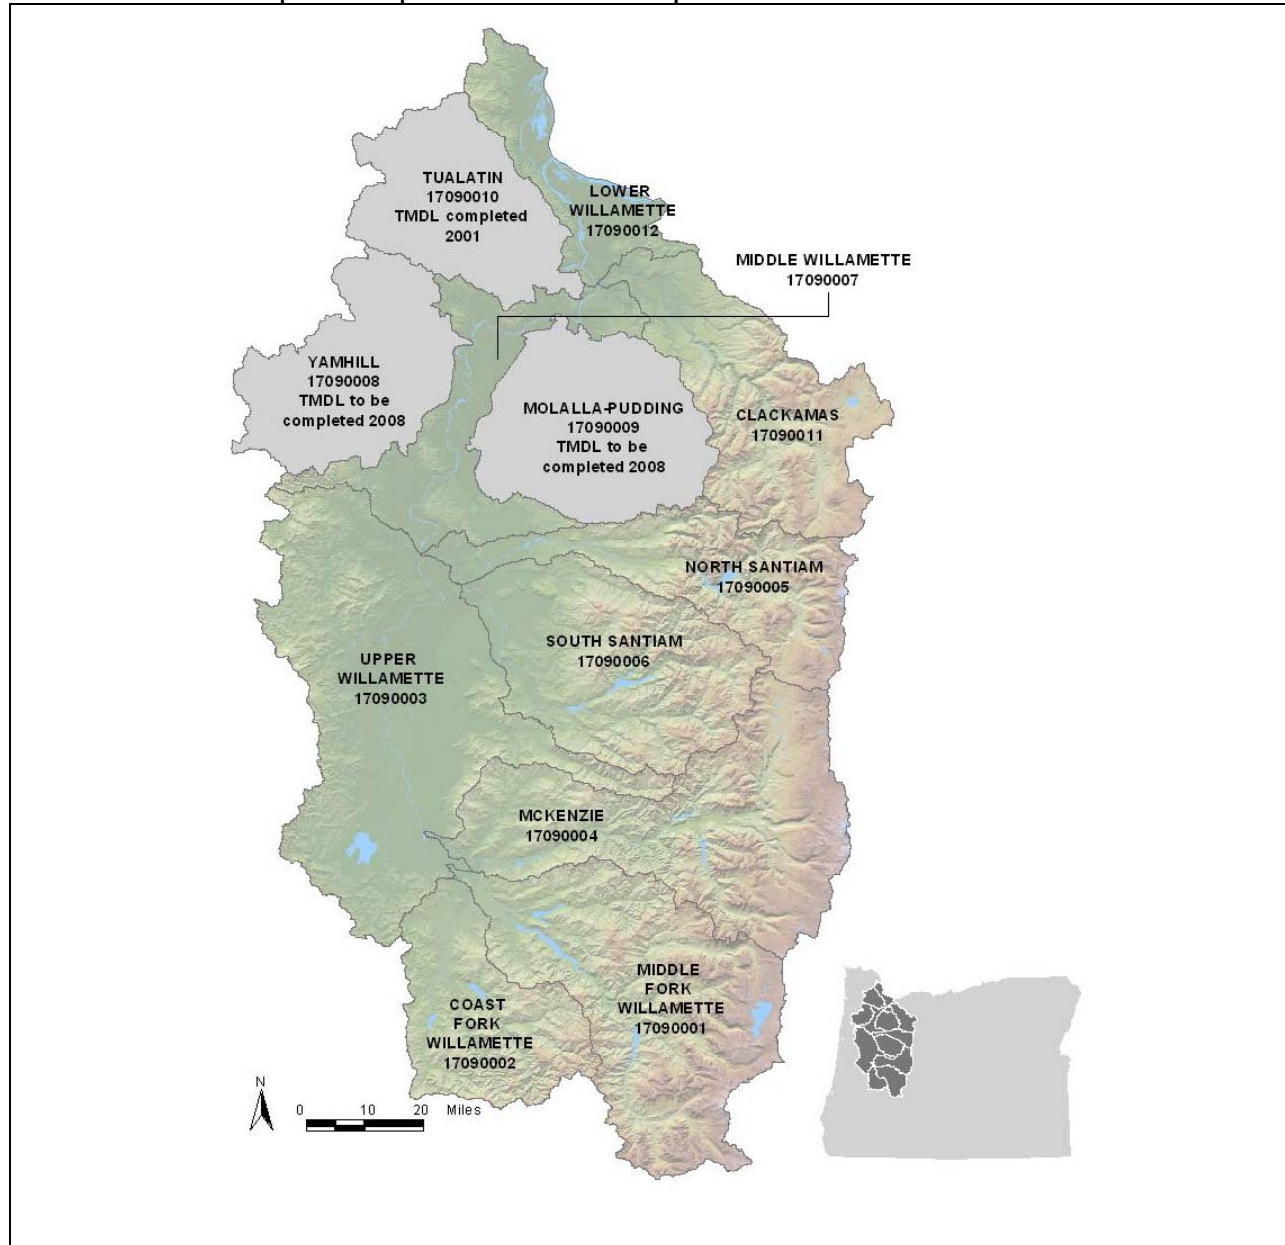 TUALATIN
17090010
TMDL completed
2001
LOWER
WILLAMETTE
17090012
MIDDLE WILLAMETTE
17090007
YAMHILL
17090008
TMDL to be
completed 2008
MOLALLA-PUDDING
17090009
TMDL to be
completed 2008
CLACKAMAS
17090011
NORTH SANTIAM
17090005
SOUTH SANTIAM
17090006
UPPER
WILLAMETTE
17090003
MCKENZIE
17090004
MIDDLE
FORK
WILLAMETTE
17090001
COAST
FORK
WILLAMETTE
17090002
N
0 10 20 Miles